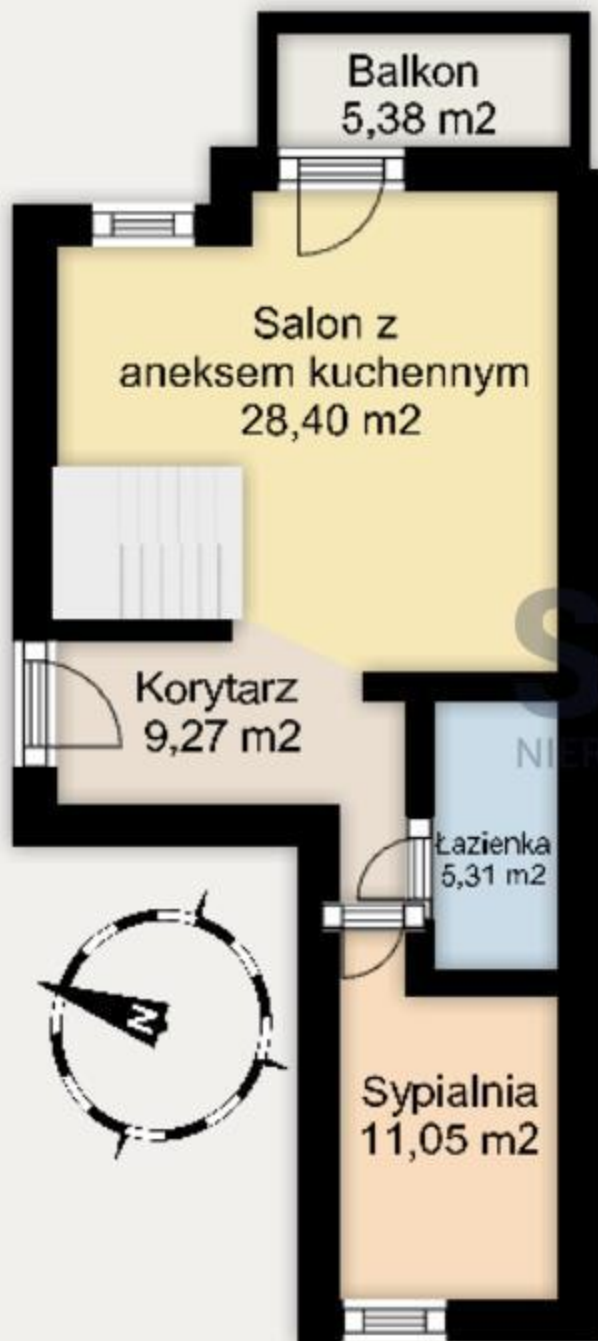 Balkon
5,38 m2
Salon z
aneksem kuchennym
28,40 m2
Korytarz
9,27 m2
S
NIER
Łazienka
5,31 m2
N
Sypialnia
11,05 m2